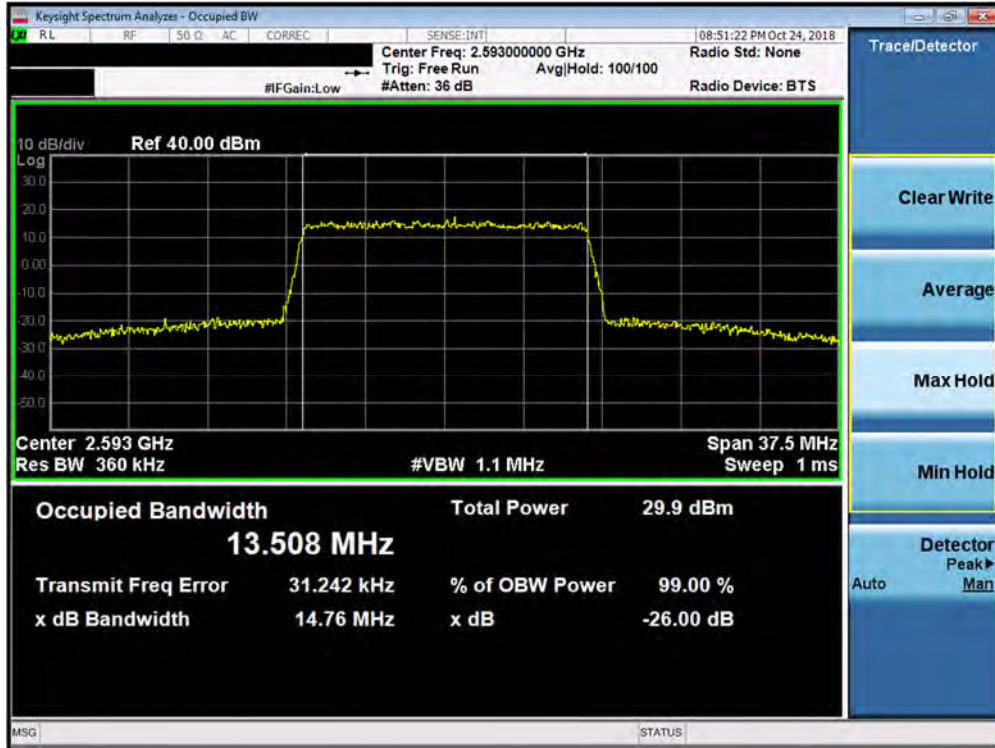 Keysight Spectrum Analyzer - Occupied BW
LXI RL RF 50 Ω AC CORREC SENSE:INT 08:51:22 PM Oct 24, 2018
Center Freq: 2.593000000 GHz Radio Std: None
Trig: Free Run Avg|Hold: 100/100
#IFGain:Low #Atten: 36 dB Radio Device: BTS
10 dB/div Ref 40.00 dBm
Log
30.0
20.0
10.0
0.00
-10.0
-20.0
-30.0
-40.0
-50.0
Center 2.593 GHz Span 37.5 MHz
Res BW 360 kHz #VBW 1.1 MHz Sweep 1 ms
Occupied Bandwidth Total Power 29.9 dBm
13.508 MHz
Transmit Freq Error 31.242 kHz % of OBW Power 99.00 %
x dB Bandwidth 14.76 MHz x dB -26.00 dB
MSG STATUS
Trace/Detector
Clear Write
Average
Max Hold
Min Hold
Detector
Peak▶
Auto Man